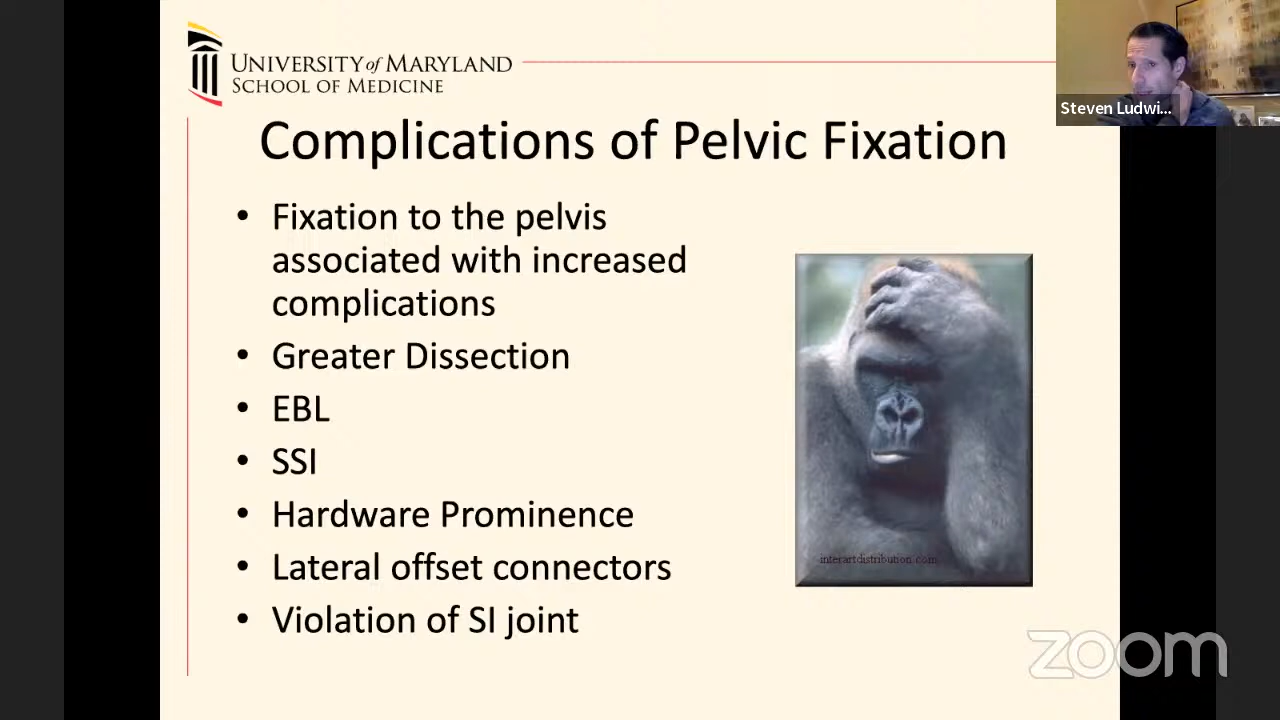 UNIVERSITY of MARYLAND
SCHOOL OF MEDICINE
Steven Ludwi...
Complications of Pelvic Fixation
• Fixation to the pelvis
associated with increased
complications
• Greater Dissection
• EBL
• SSI
• Hardware Prominence
• Lateral offset connectors
• Violation of SI joint
interartdistribution.com
zoom